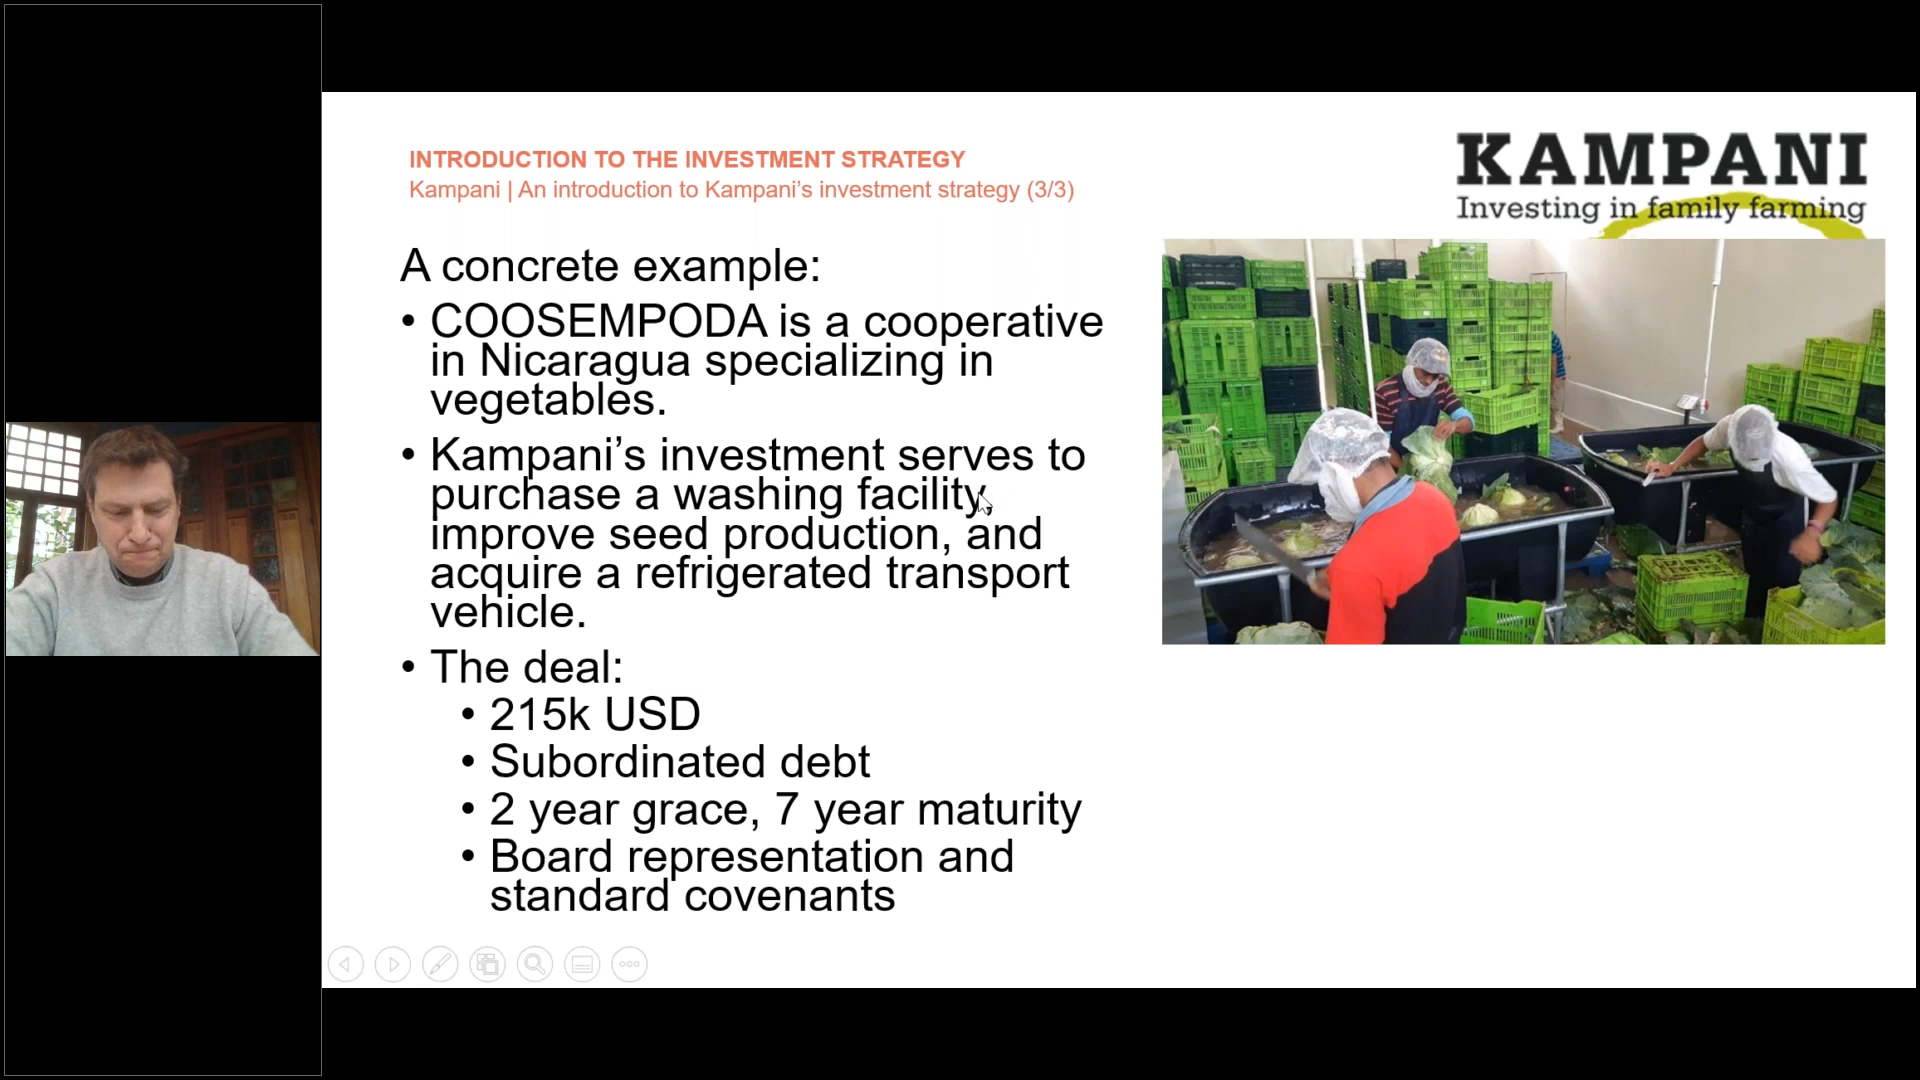 INTRODUCTION TO THE INVESTMENT STRATEGY
Kampani | An introduction to Kampani’s investment strategy (3/3)
KAMPANI
Investing in family farming
A concrete example:
• COOSEMPODA is a cooperative
in Nicaragua specializing in
vegetables.
• Kampani’s investment serves to
purchase a washing facility,
improve seed production, and
acquire a refrigerated transport
vehicle.
• The deal:
• 215k USD
• Subordinated debt
• 2 year grace, 7 year maturity
• Board representation and
standard covenants